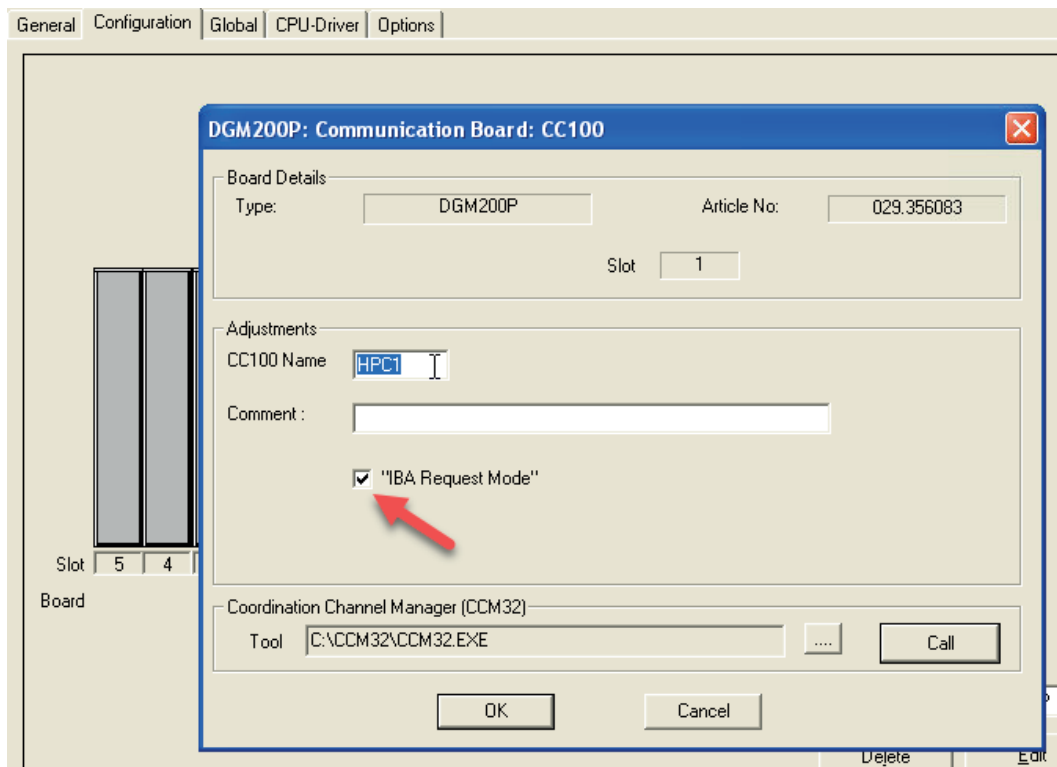 General Configuration Global CPU-Driver Options
DGM200P: Communication Board: CC100
Board Details
Type: DGM200P Article No: 029.356083
Slot 1
Adjustments
CC100 Name HPC1
Comment :
"IBA Request Mode"
Slot 5 4
Board
Coordination Channel Manager (CCM32)
Tool C:\CCM32\CCM32.EXE .... Call
OK Cancel
Delete Edit